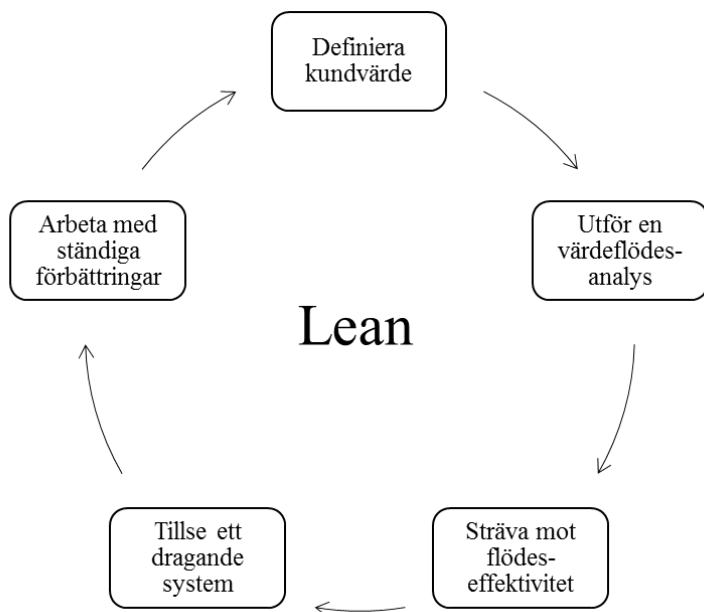 Definiera
kundvärde
Utför en
värdeflödes-
analys
Sträva mot
flödes-
effektivitet
Tillse ett
dragande
system
Arbeta med
ständiga
förbättringar
Lean